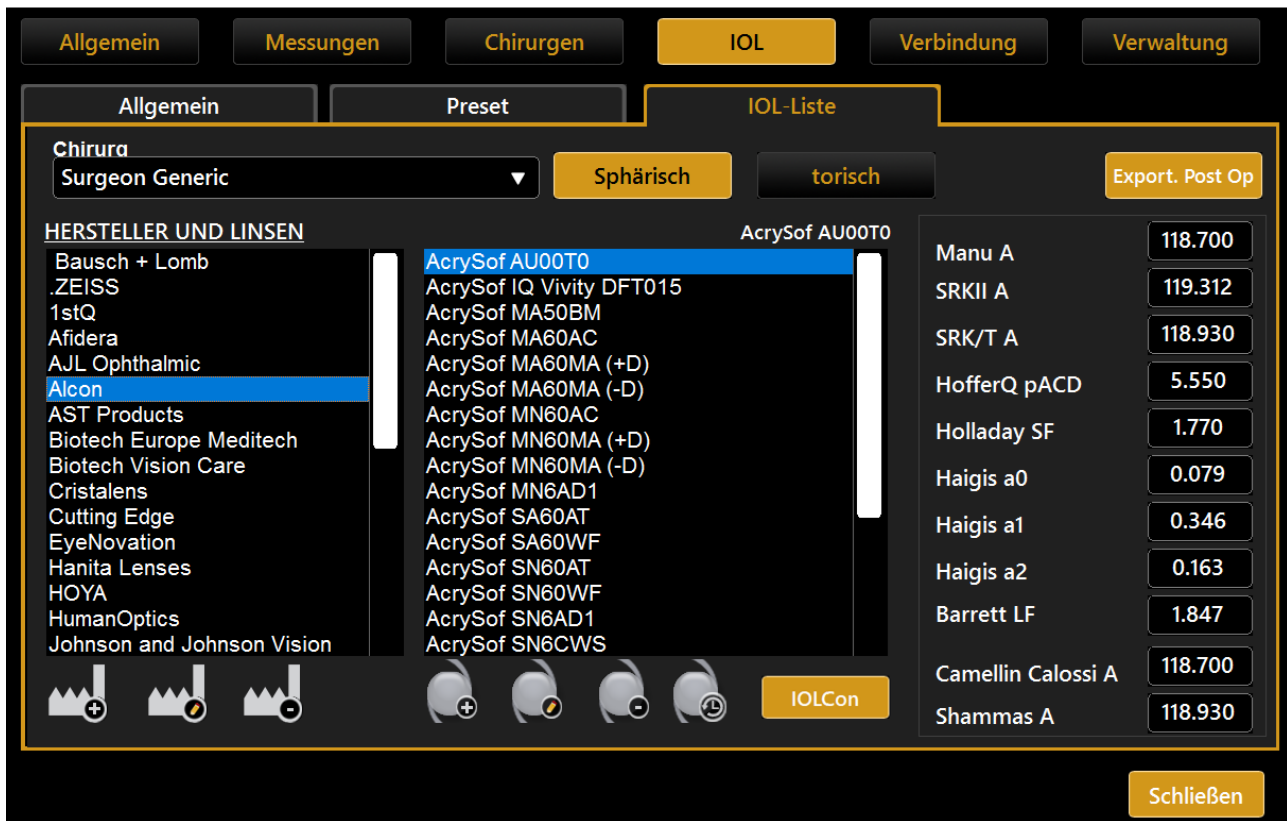 Allgemein Messungen Chirurgen IOL Verbindung Verwaltung
Allgemein Preset IOL-Liste
Chirurg
Surgeon Generic Sphärisch torisch Export. Post Op
HERSTELLER UND LINSEN
Bausch + Lomb
.ZEISS
1stQ
Afidera
AJL Ophthalmic
Alcon
AST Products
Biotech Europe Meditech
Biotech Vision Care
Cristalens
Cutting Edge
EyeNovation
Hanita Lenses
HOYA
HumanOptics
Johnson and Johnson Vision
AcrySof AU00T0
AcrySof AU00T0
AcrySof IQ Vivity DFT015
AcrySof MA50BM
AcrySof MA60AC
AcrySof MA60MA (+D)
AcrySof MA60MA (-D)
AcrySof MN60AC
AcrySof MN60MA (+D)
AcrySof MN60MA (-D)
AcrySof MN6AD1
AcrySof SA60AT
AcrySof SA60WF
AcrySof SN60AT
AcrySof SN60WF
AcrySof SN6AD1
AcrySof SN6CWS
IOLCon
Manu A 118.700
SRKII A 119.312
SRK/T A 118.930
HofferQ pACD 5.550
Holladay SF 1.770
Haigis a0 0.079
Haigis a1 0.346
Haigis a2 0.163
Barrett LF 1.847
Camellin Calossi A 118.700
Shammas A 118.930
Schließen